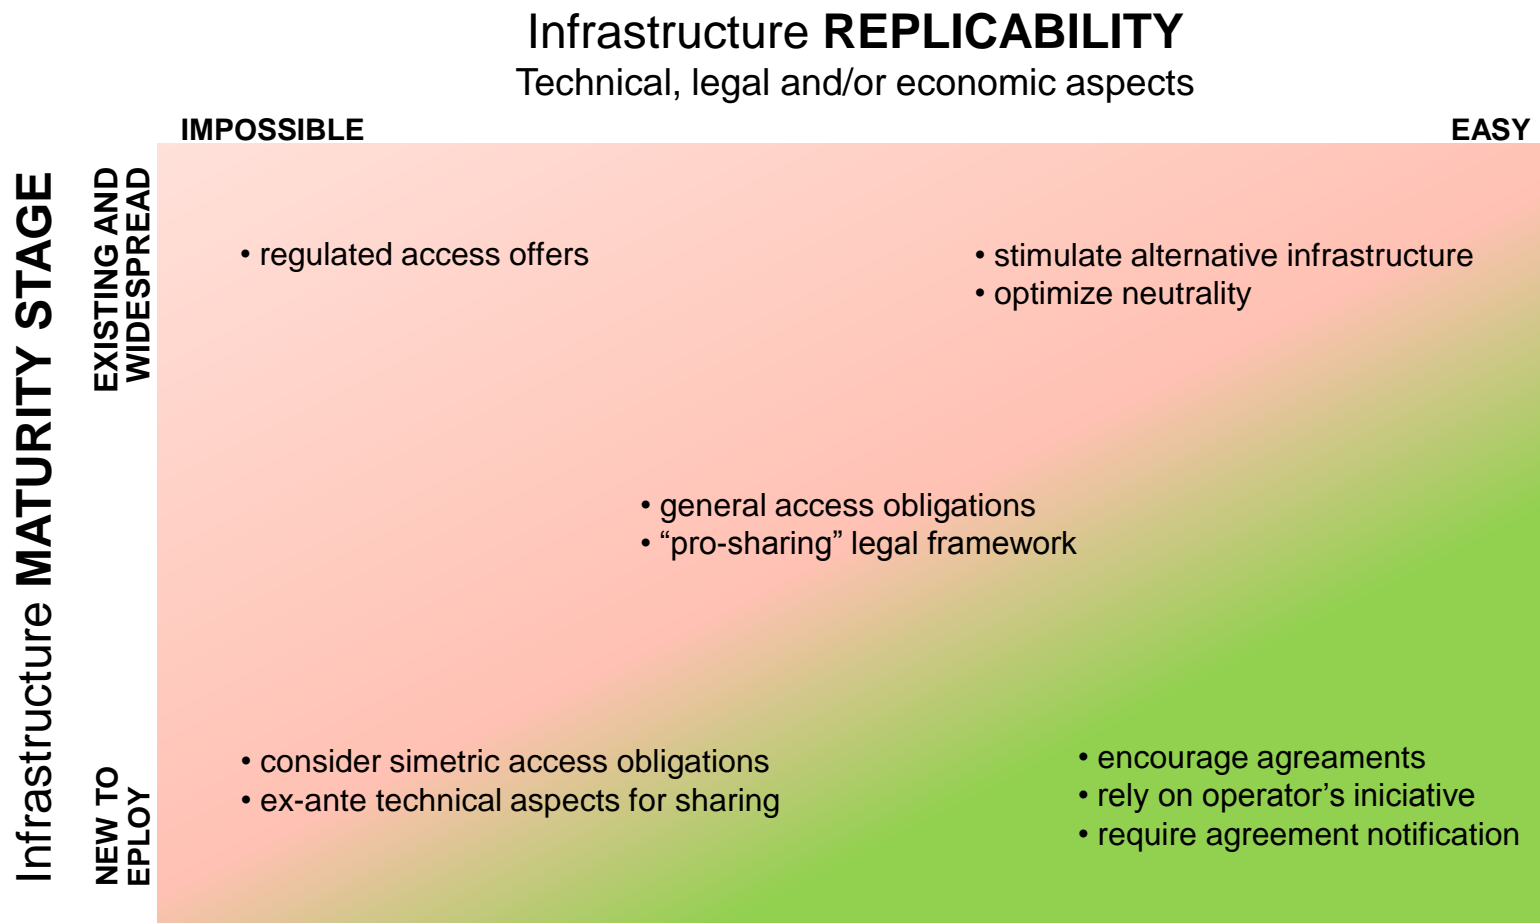 Infrastructure REPLICABILITY
Technical, legal and/or economic aspects
IMPOSSIBLE
EASY
Infrastructure MATURITY STAGE
EXISTING AND
WIDESPREAD
• regulated access offers
• stimulate alternative infrastructure
• optimize neutrality
• general access obligations
• “pro-sharing” legal framework
NEW TO
EPLOY
• consider simetric access obligations
• ex-ante technical aspects for sharing
• encourage agreaments
• rely on operator’s iniciative
• require agreement notification